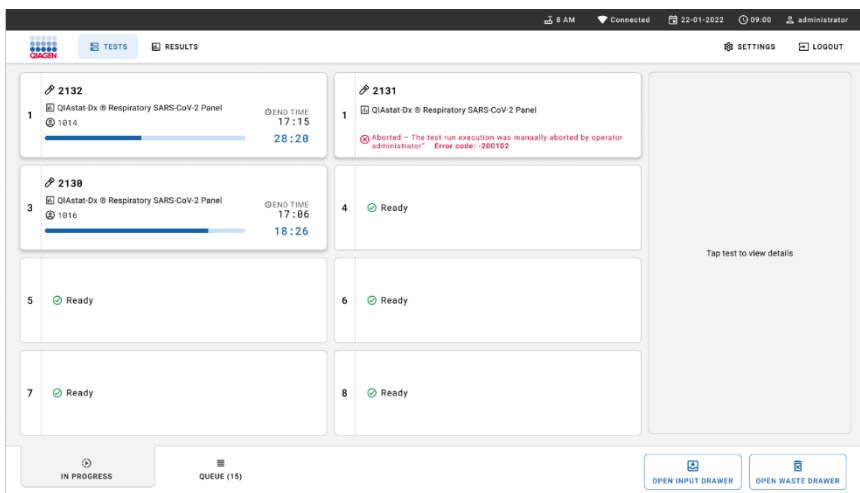 8 AM Connected 22-01-2022 09:00 administrator
QIAGEN TESTS RESULTS SETTINGS LOGOUT
1
2132
QIAstat-Dx ® Respiratory SARS-CoV-2 Panel
1014
END TIME
17:15
28:20
1
2131
QIAstat-Dx ® Respiratory SARS-CoV-2 Panel
Aborted – The test run execution was manually aborted by operator
administrator" Error code: -200102
3
2130
QIAstat-Dx ® Respiratory SARS-CoV-2 Panel
1016
END TIME
17:06
18:26
4 Ready
Tap test to view details
5 Ready
6 Ready
7 Ready
8 Ready
IN PROGRESS
QUEUE (15)
OPEN INPUT DRAWER
OPEN WASTE DRAWER